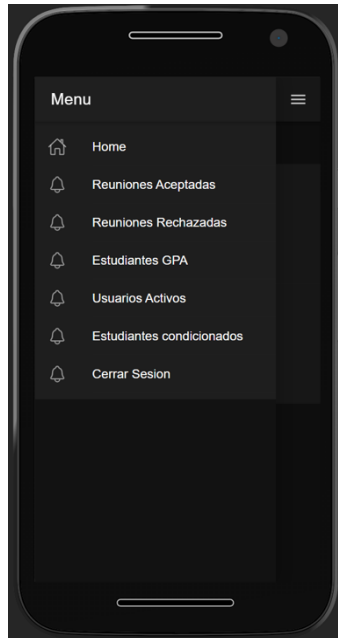 Menu
Home
Reuniones Aceptadas
Reuniones Rechazadas
Estudiantes GPA
Usuarios Activos
Estudiantes condicionados
Cerrar Sesion